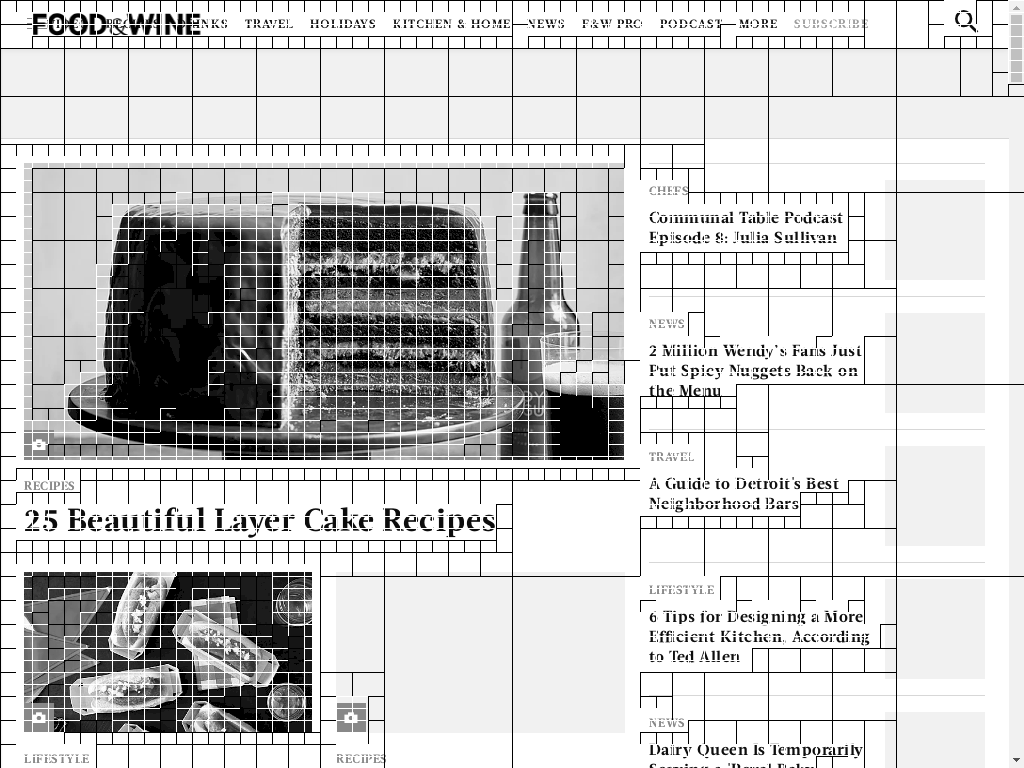 FOOD&WINE
TRAVEL HOLIDAYS KITCHEN & HOME NEWS F&W PRO PODCAST MORE SUBSCRIBE
CHEFS
Communal Table Podcast
Episode 8: Julia Sullivan
NEWS
2 Million Wendy's Fans Just
Put Spicy Nuggets Back on
the Menu
TRAVEL
A Guide to Detroit's Best
Neighborhood Bars
RECIPES
25 Beautiful Layer Cake Recipes
LIFESTYLE
6 Tips for Designing a More
Efficient Kitchen, According
to Ted Allen
NEWS
Dairy Queen Is Temporarily
LIFESTYLE
RECIPES